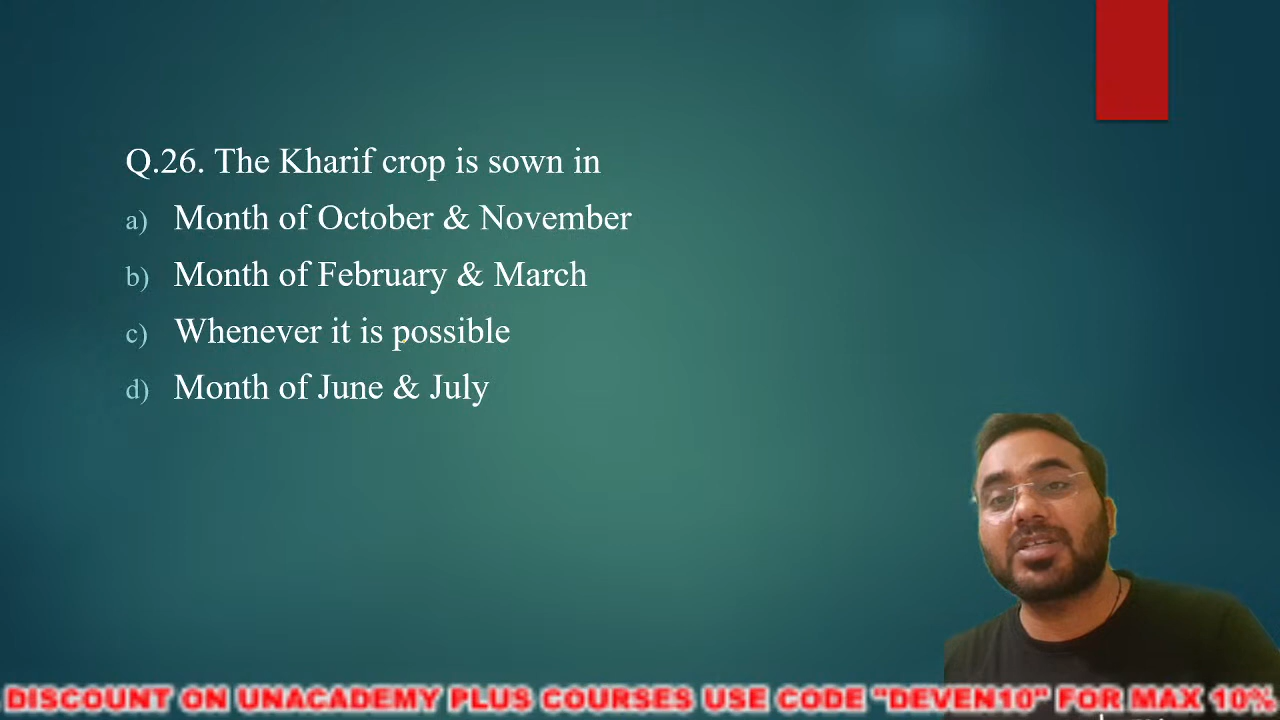 Q.26. The Kharif crop is sown in
a) Month of October & November
b) Month of February & March
c) Whenever it is possible
d) Month of June & July
DISCOUNT ON UNACADEMY PLUS COURSES USE CODE "DEVEN10" FOR MAX 10%